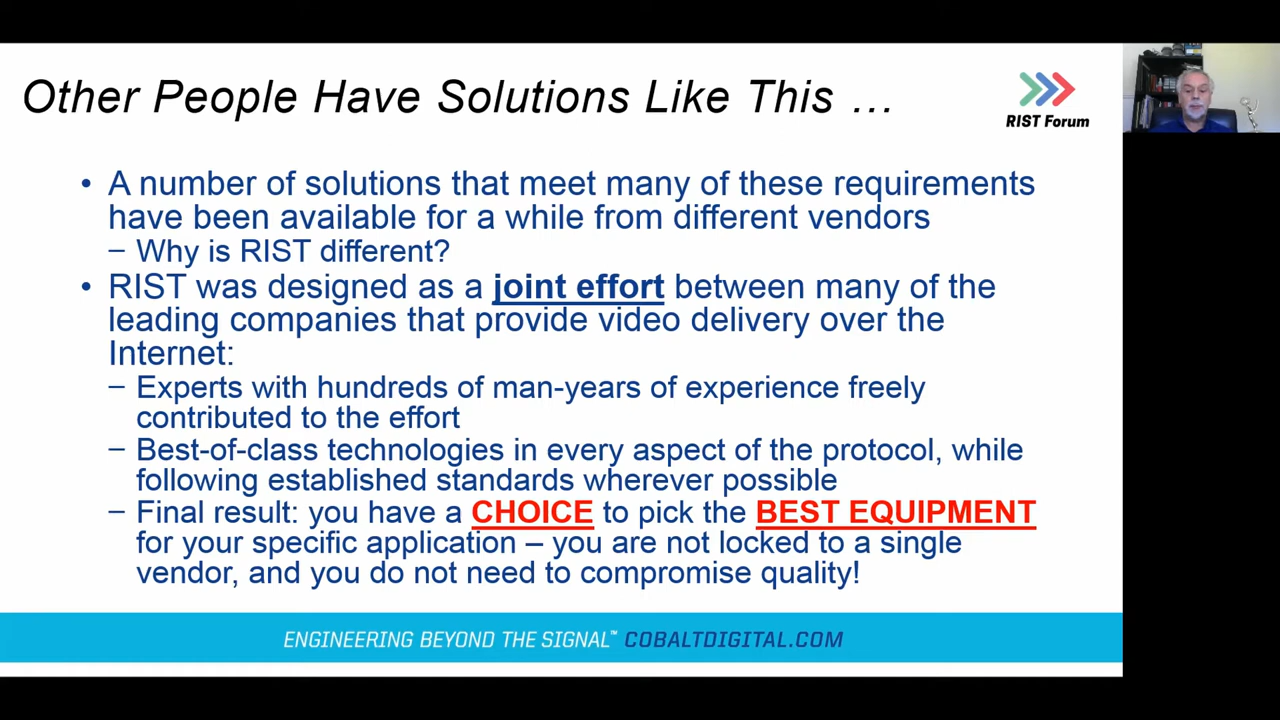 Other People Have Solutions Like This …
RIST Forum
• A number of solutions that meet many of these requirements
have been available for a while from different vendors
– Why is RIST different?
• RIST was designed as a joint effort between many of the
leading companies that provide video delivery over the
Internet:
– Experts with hundreds of man-years of experience freely
contributed to the effort
– Best-of-class technologies in every aspect of the protocol, while
following established standards wherever possible
– Final result: you have a CHOICE to pick the BEST EQUIPMENT
for your specific application – you are not locked to a single
vendor, and you do not need to compromise quality!
ENGINEERING BEYOND THE SIGNAL™ COBALTDIGITAL.COM